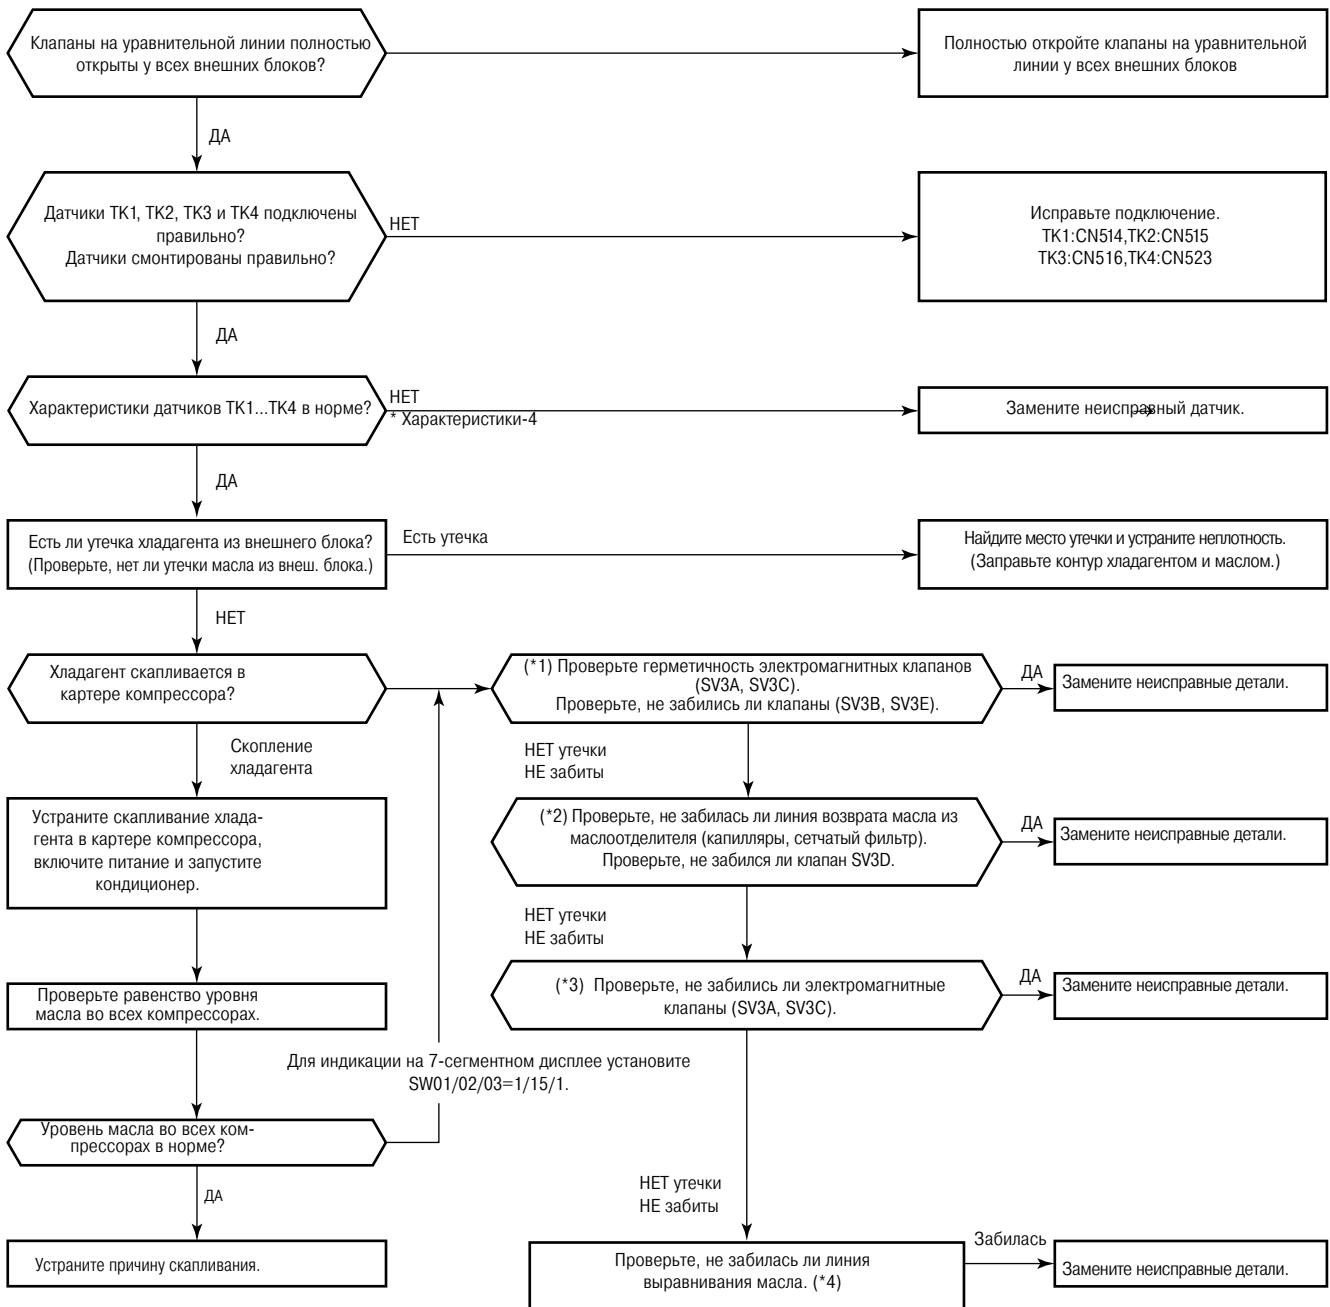 Клапаны на уравнительной линии полностью
открыты у всех внешних блоков?
Полностью откройте клапаны на уравнительной
линии у всех внешних блоков
ДА
Датчики TK1, TK2, TK3 и TK4 подключены
правильно?
Датчики смонтированы правильно?
НЕТ
Исправьте подключение.
TK1:CN514,TK2:CN515
TK3:CN516,TK4:CN523
ДА
Характеристики датчиков TK1...TK4 в норме?
НЕТ
* Характеристики-4
Замените неисправный датчик.
ДА
Есть ли утечка хладагента из внешнего блока?
(Проверьте, нет ли утечки масла из внеш. блока.)
Есть утечка
Найдите место утечки и устраните неплотность.
(Заправьте контур хладагентом и маслом.)
НЕТ
Хладагент скапливается в
картере компрессора?
(*1) Проверьте герметичность электромагнитных клапанов
(SV3A, SV3C).
Проверьте, не забились ли клапаны (SV3B, SV3E).
ДА
Замените неисправные детали.
Скопление
хладагента
НЕТ утечки
НЕ забиты
Устраните скапливание хлада-
гента в картере компрессора,
включите питание и запустите
кондиционер.
(*2) Проверьте, не забилась ли линия возврата масла из
маслоотделителя (капилляры, сетчатый фильтр).
Проверьте, не забился ли клапан SV3D.
ДА
Замените неисправные детали.
НЕТ утечки
НЕ забиты
Проверьте равенство уровня
масла во всех компрессорах.
(*3) Проверьте, не забились ли электромагнитные
клапаны (SV3A, SV3C).
ДА
Замените неисправные детали.
Для индикации на 7-сегментном дисплее установите
SW01/02/03=1/15/1.
Уровень масла во всех ком-
прессорах в норме?
ДА
НЕТ утечки
НЕ забиты
Устраните причину скапливания.
Проверьте, не забилась ли линия
выравнивания масла. (*4)
Забилась
Замените неисправные детали.